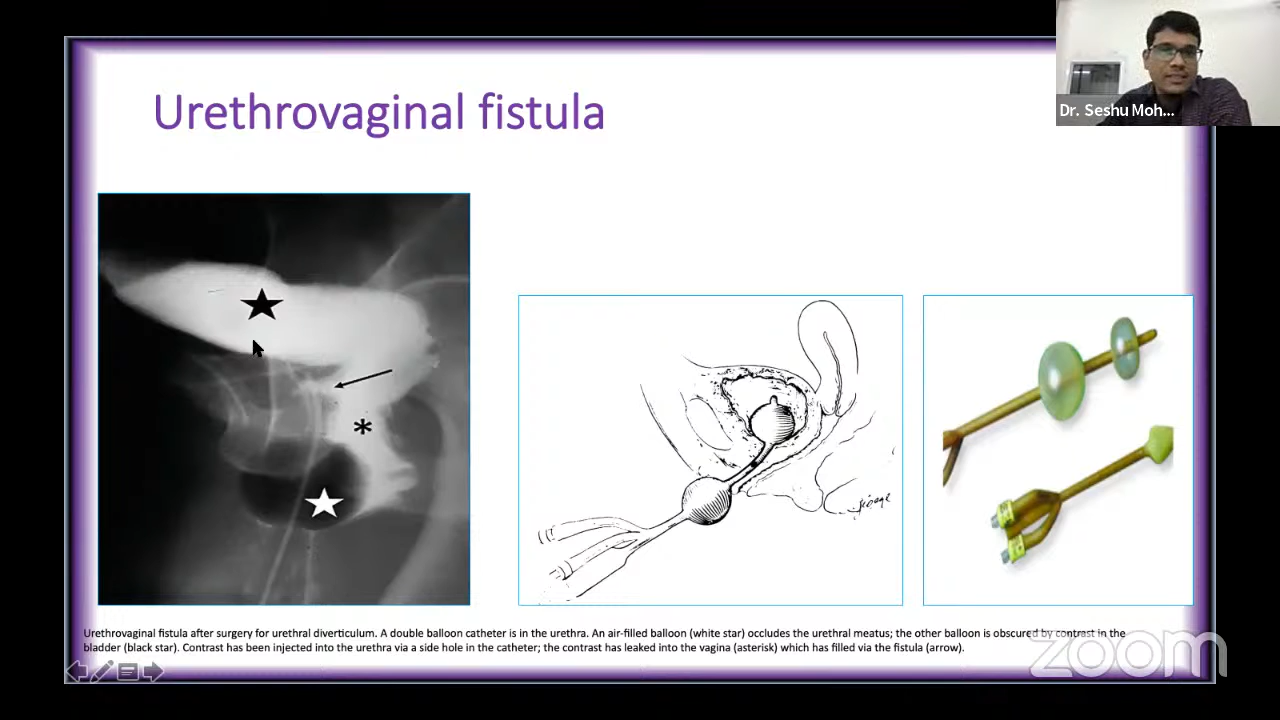 Urethrovaginal fistula
Dr. Seshu Moh...
*
Urethrovaginal fistula after surgery for urethral diverticulum. A double balloon catheter is in the urethra. An air-filled balloon (white star) occludes the urethral meatus; the other balloon is obscured by contrast in the
bladder (black star). Contrast has been injected into the urethra via a side hole in the catheter; the contrast has leaked into the vagina (asterisk) which has filled via the fistula (arrow).
zoom